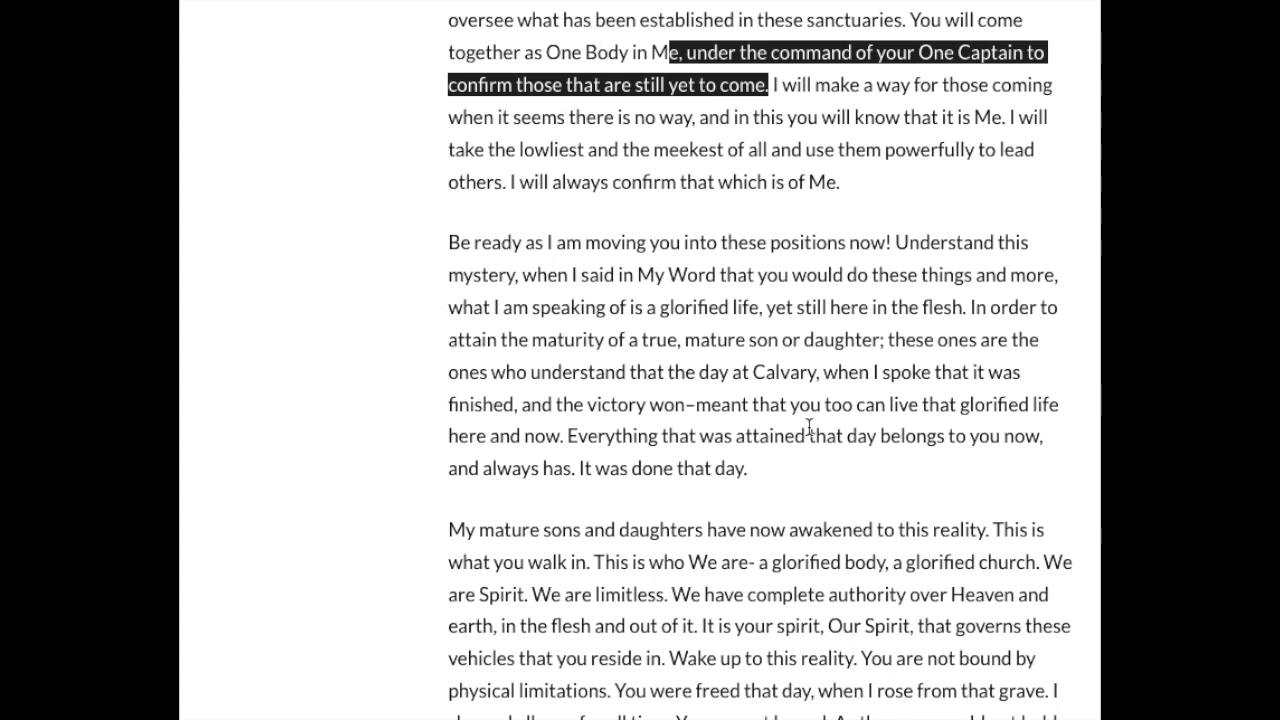 oversee what has been established in these sanctuaries. You will come
together as One Body in Me, under the command of your One Captain to
confirm those that are still yet to come. I will make a way for those coming
when it seems there is no way, and in this you will know that it is Me. I will
take the lowliest and the meekest of all and use them powerfully to lead
others. I will always confirm that which is of Me.
Be ready as I am moving you into these positions now! Understand this
mystery, when I said in My Word that you would do these things and more,
what I am speaking of is a glorified life, yet still here in the flesh. In order to
attain the maturity of a true, mature son or daughter; these ones are the
ones who understand that the day at Calvary, when I spoke that it was
finished, and the victory won–meant that you too can live that glorified life
here and now. Everything that was attained that day belongs to you now,
and always has. It was done that day.
My mature sons and daughters have now awakened to this reality. This is
what you walk in. This is who We are- a glorified body, a glorified church. We
are Spirit. We are limitless. We have complete authority over Heaven and
earth, in the flesh and out of it. It is your spirit, Our Spirit, that governs these
vehicles that you reside in. Wake up to this reality. You are not bound by
physical limitations. You were freed that day, when I rose from that grave. I